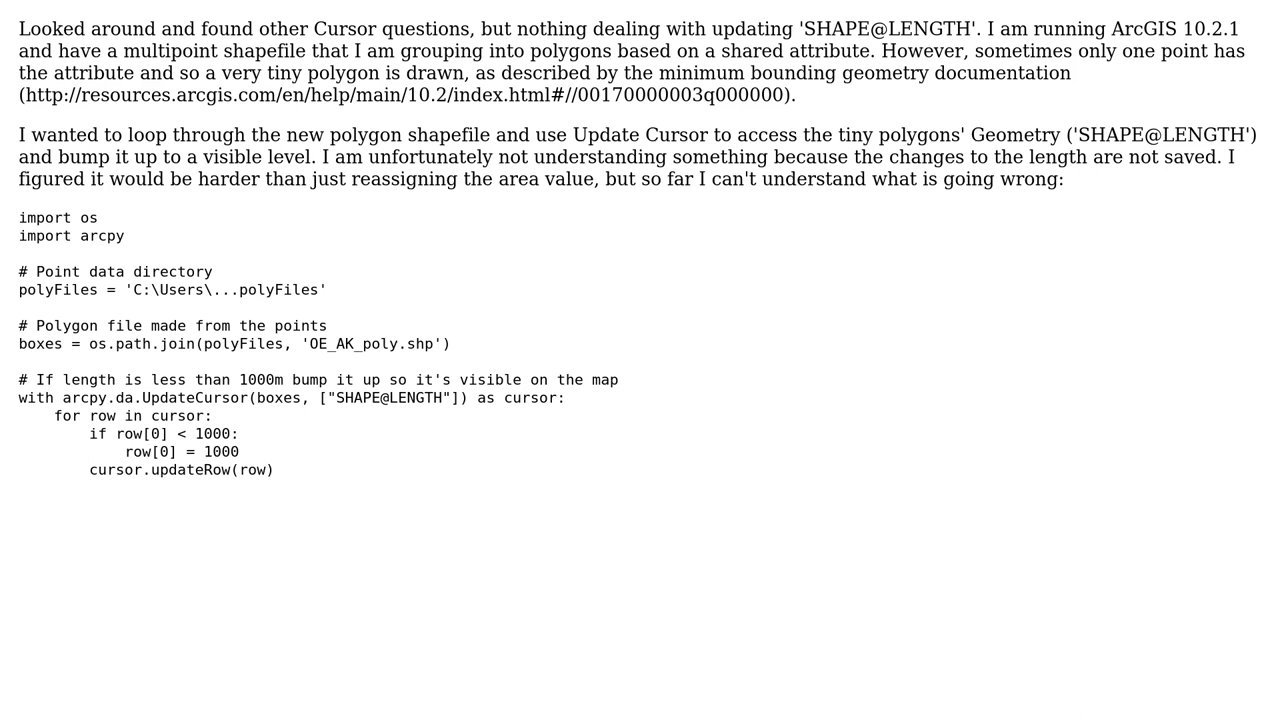 Looked around and found other Cursor questions, but nothing dealing with updating 'SHAPE@LENGTH'. I am running ArcGIS 10.2.1
and have a multipoint shapefile that I am grouping into polygons based on a shared attribute. However, sometimes only one point has
the attribute and so a very tiny polygon is drawn, as described by the minimum bounding geometry documentation
(http://resources.arcgis.com/en/help/main/10.2/index.html#//00170000003q000000).
I wanted to loop through the new polygon shapefile and use Update Cursor to access the tiny polygons' Geometry ('SHAPE@LENGTH')
and bump it up to a visible level. I am unfortunately not understanding something because the changes to the length are not saved. I
figured it would be harder than just reassigning the area value, but so far I can't understand what is going wrong:
import os
import arcpy
# Point data directory
polyFiles = 'C:\Users\...polyFiles'
# Polygon file made from the points
boxes = os.path.join(polyFiles, 'OE_AK_poly.shp')
# If length is less than 1000m bump it up so it's visible on the map
with arcpy.da.UpdateCursor(boxes, ["SHAPE@LENGTH"]) as cursor:
    for row in cursor:
        if row[0] < 1000:
            row[0] = 1000
        cursor.updateRow(row)